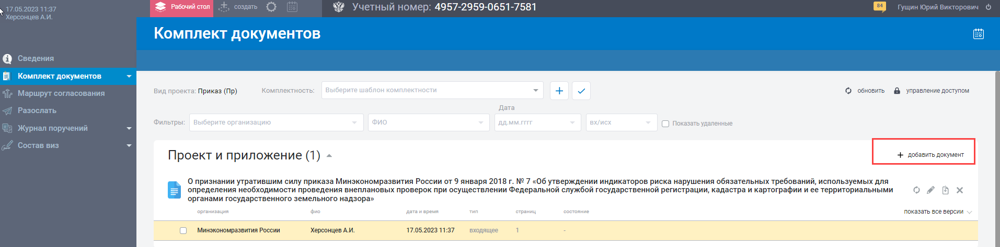 17.05.2023 11:37
Херсонцев А.И.
Рабочий стол
создать
Учетный номер: 4957-2959-0651-7581
84
Гущин Юрий Викторович
Комплект документов
Сведения
Комплект документов
Маршрут согласования
Разослать
Журнал поручений
Состав виз
Вид проекта: Приказ (Пр)
Комплектность: Выберите шаблон комплектности
обновить
управление доступом
Дата
Фильтры: Выберите организацию ФИО дд.мм.гггг вх/исх Показать удаленные
Проект и приложение (1)
добавить документ
О признании утратившим силу приказа Минэкономразвития России от 9 января 2018 г. № 7 «Об утверждении индикаторов риска нарушения обязательных требований, используемых для
определения необходимости проведения внеплановых проверок при осуществлении Федеральной службой государственной регистрации, кадастра и картографии и ее территориальными
органами государственного земельного надзора»
организация фио дата и время тип страниц состояние
показать все версии
Минэкономразвития России Херсонцев А.И. 17.05.2023 11:37 входящее 1 -